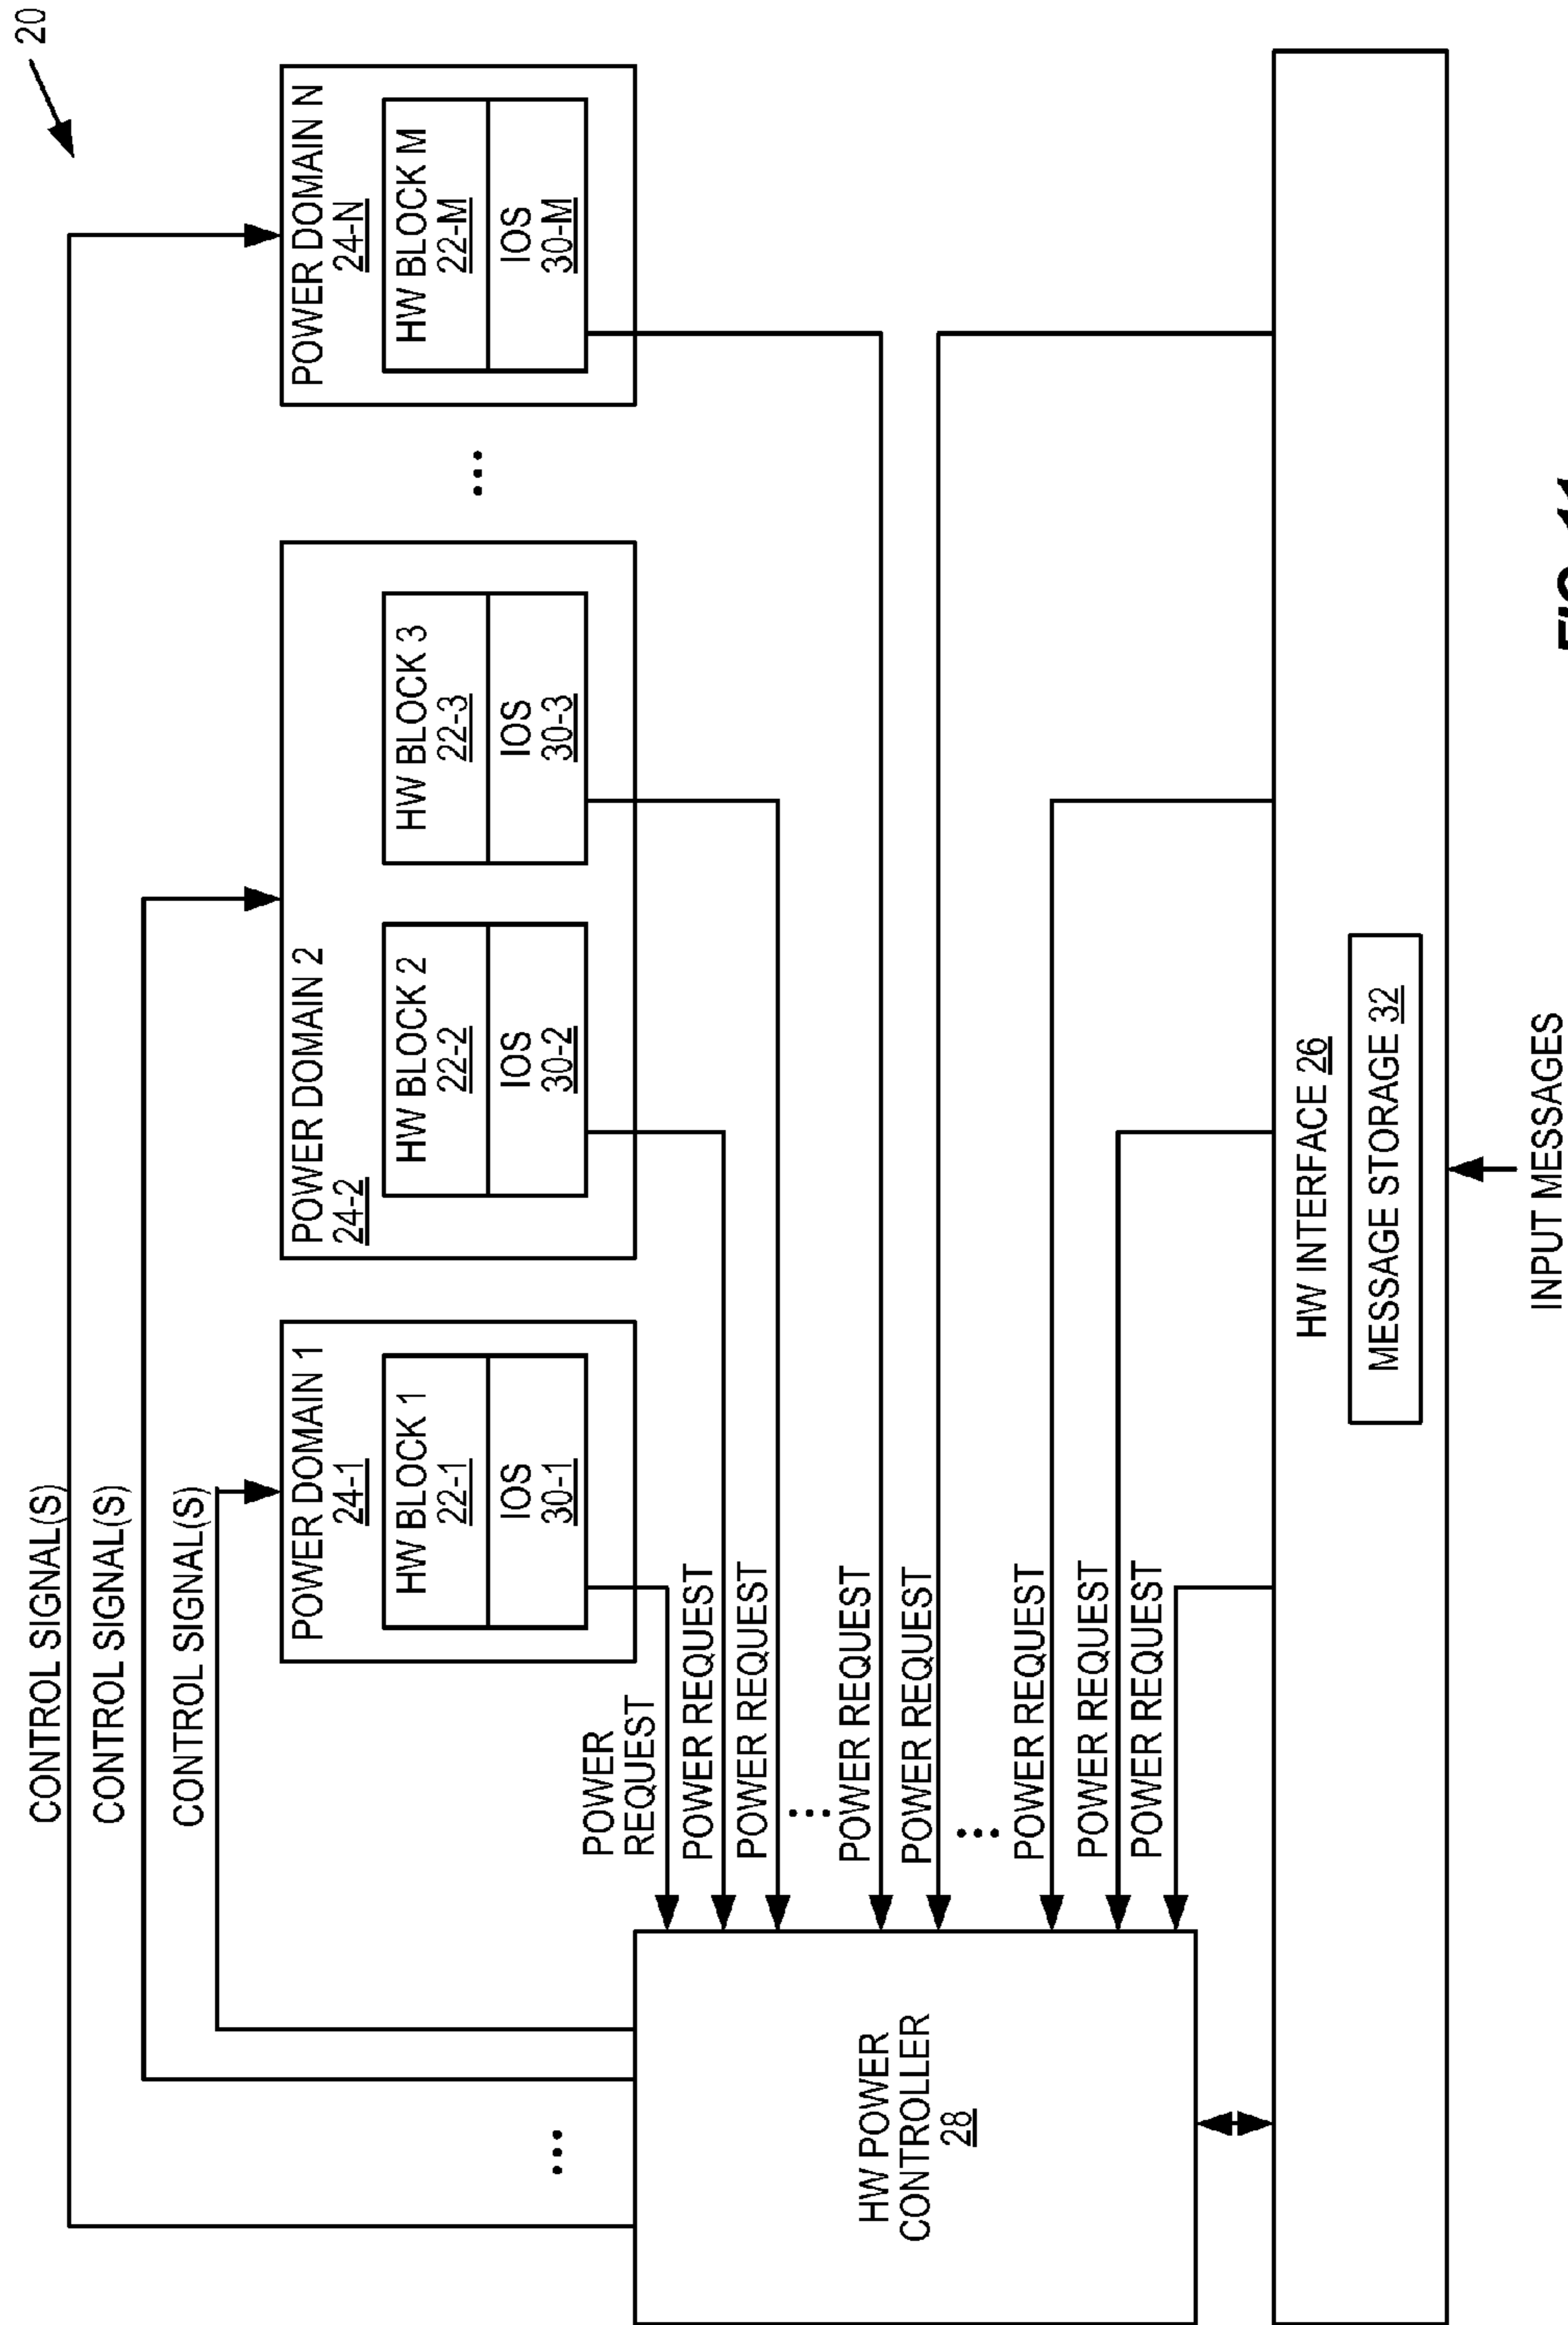 20
CONTROL SIGNAL(S)
CONTROL SIGNAL(S)
CONTROL SIGNAL(S)
POWER DOMAIN 1
24-1
HW BLOCK 1
22-1
IOS
30-1
POWER DOMAIN 2
24-2
HW BLOCK 2
22-2
IOS
30-2
HW BLOCK 3
22-3
IOS
30-3
...
POWER DOMAIN N
24-N
HW BLOCK M
22-M
IOS
30-M
...
POWER
REQUEST
POWER REQUEST
POWER REQUEST
...
POWER REQUEST
POWER REQUEST
...
POWER REQUEST
POWER REQUEST
POWER REQUEST
HW POWER
CONTROLLER
28
HW INTERFACE 26
MESSAGE STORAGE 32
INPUT MESSAGES